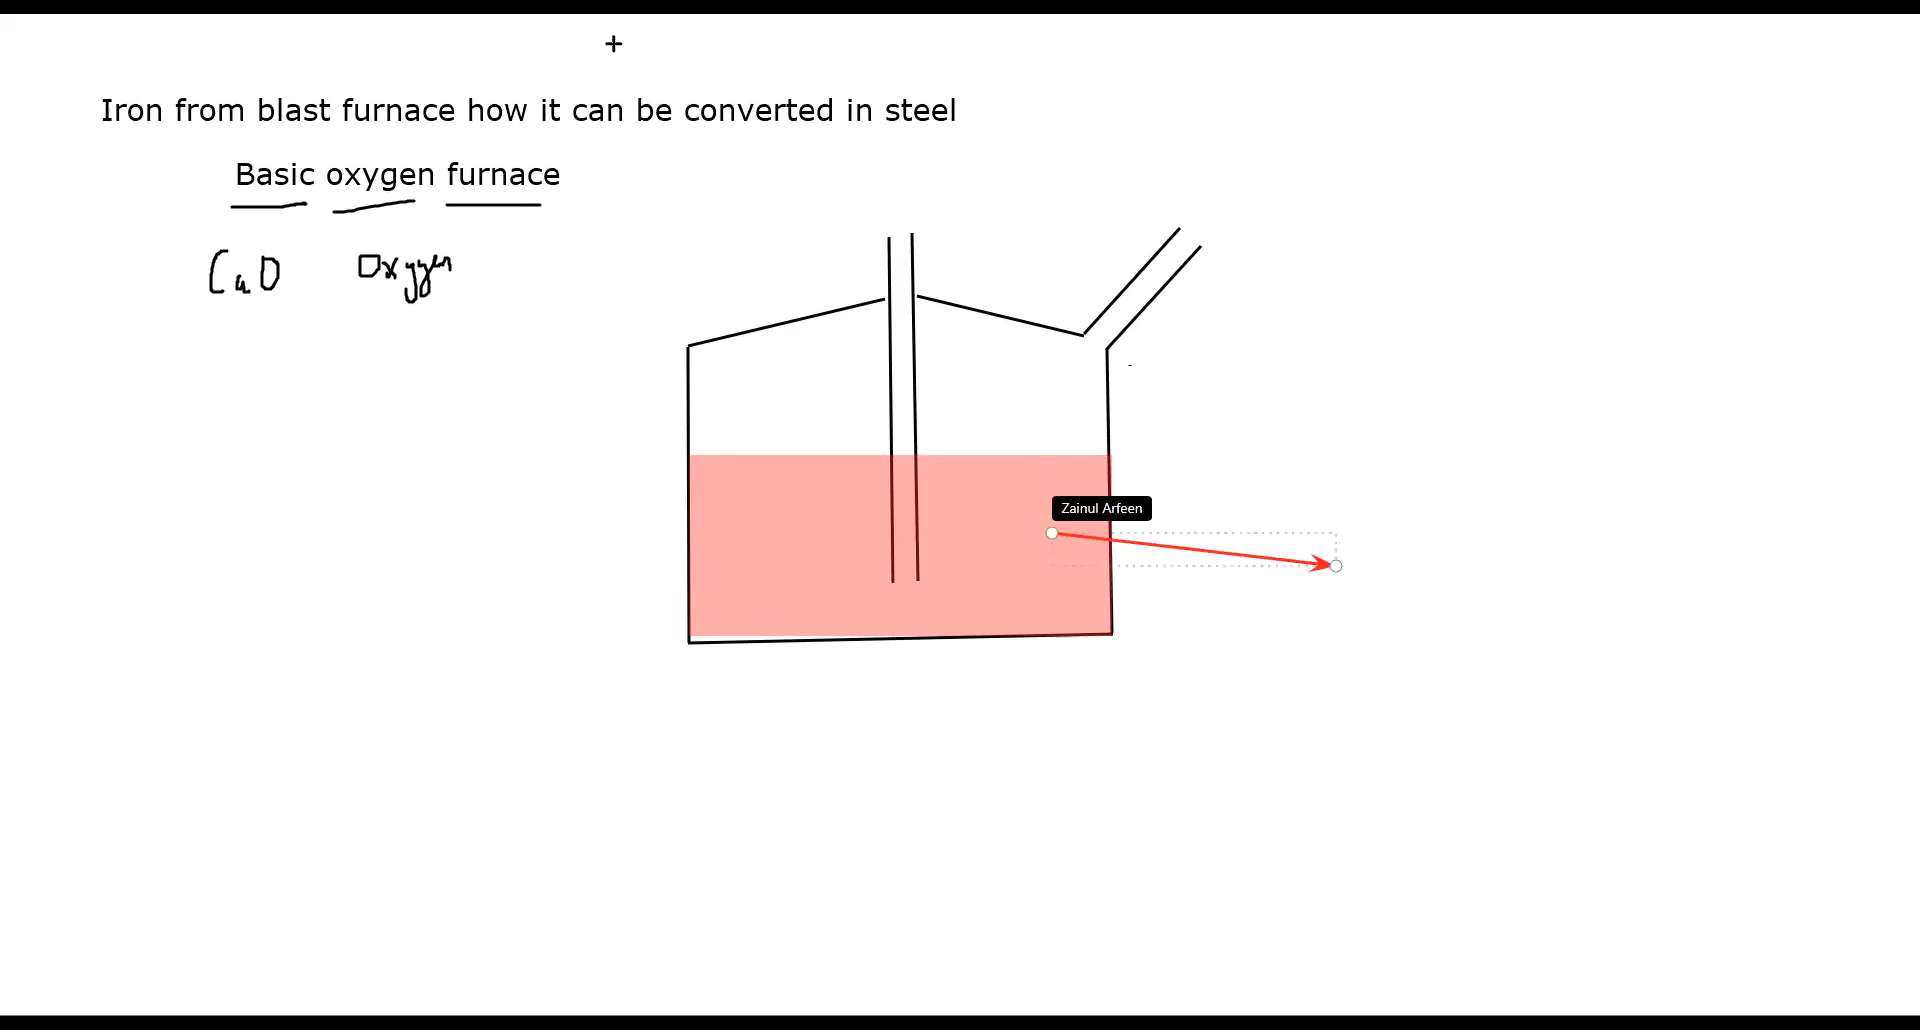 Iron from blast furnace how it can be converted in steel
Basic oxygen furnace
CaO Oxygen
Zainul Arfeen